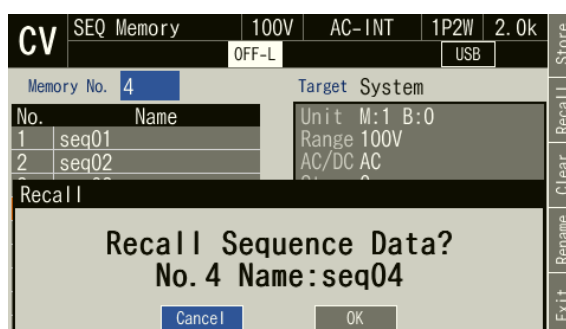 CV SEQ Memory 100V AC-INT 1P2W 2.0k
OFF-L USB
Memory No. 4
No. Name
1 seq01
2 seq02
Target System
Unit M:1 B:0
Range 100V
AC/DC AC
Recall
Recall Sequence Data?
No.4 Name:seq04
Cancel OK
Store
Recall
Clear
Rename
Exit